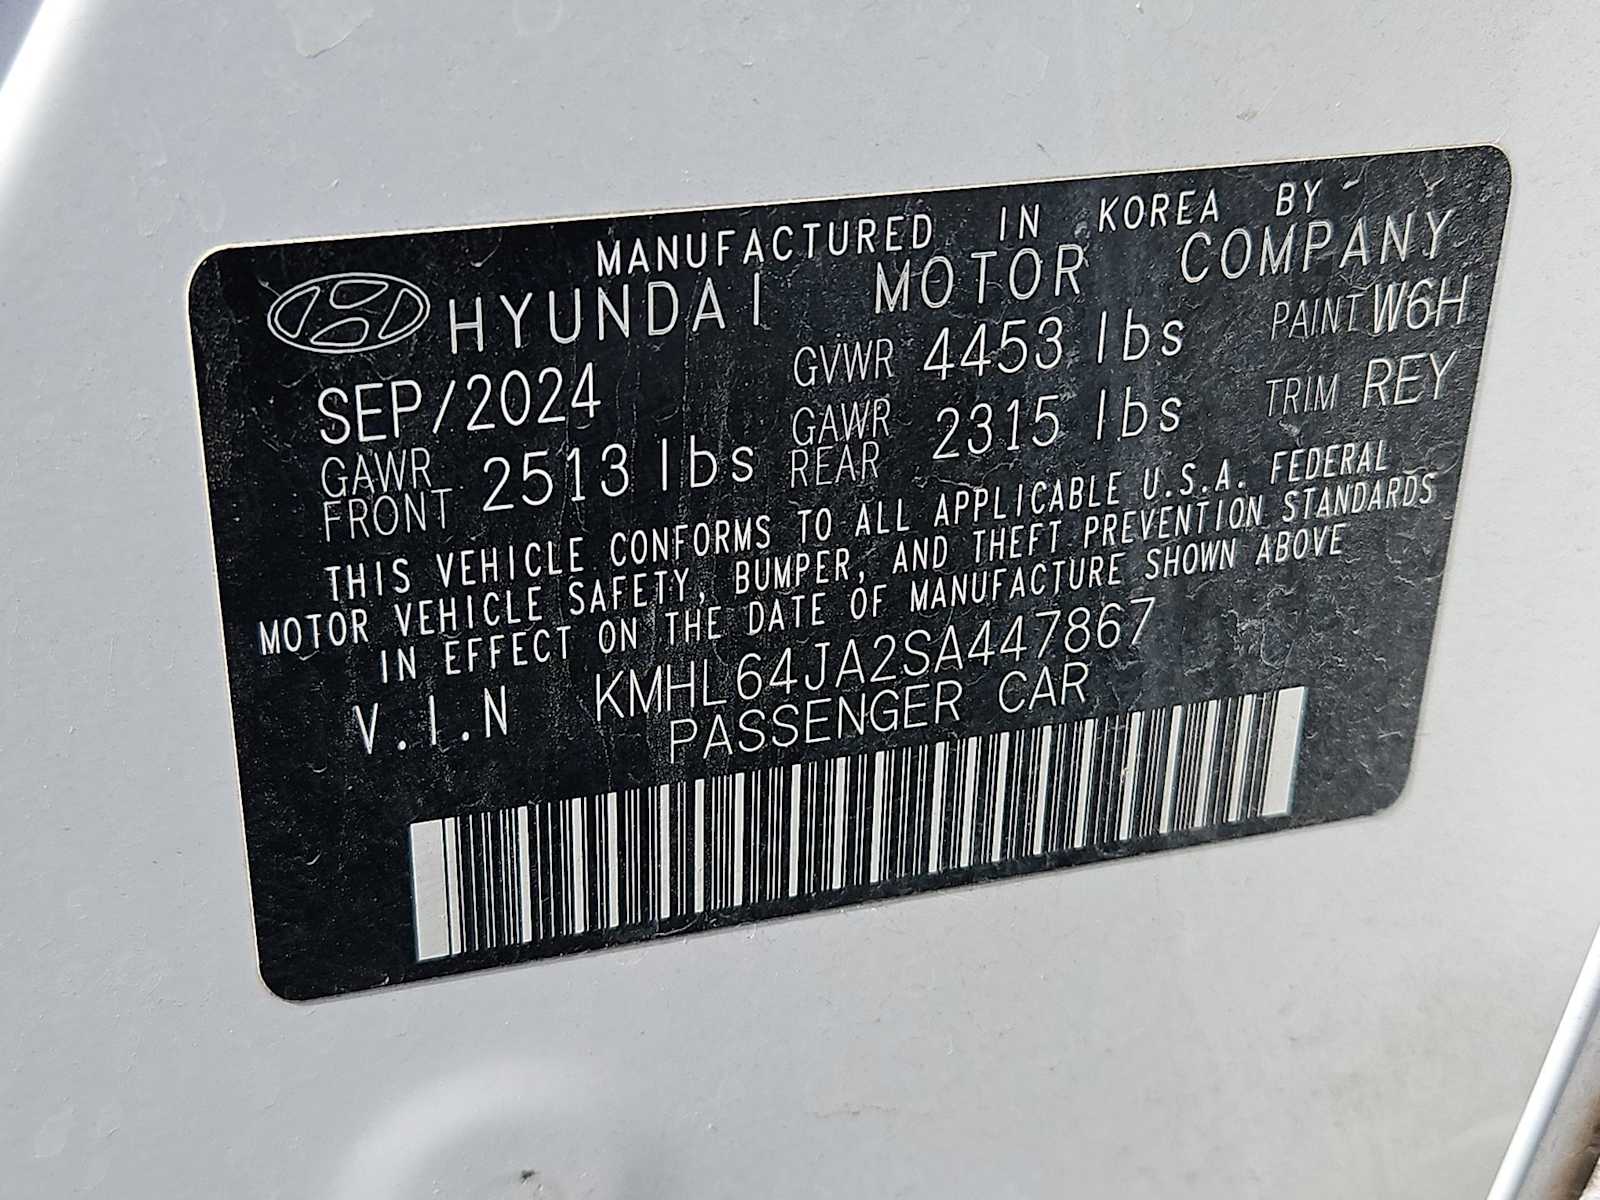 MANUFACTURED IN KOREA BY
HYUNDAI MOTOR COMPANY
SEP/2024 GVWR 4453 lbs PAINT W6H
GAWR FRONT 2513 lbs GAWR REAR 2315 lbs TRIM REY
THIS VEHICLE CONFORMS TO ALL APPLICABLE U.S.A. FEDERAL
MOTOR VEHICLE SAFETY, BUMPER, AND THEFT PREVENTION STANDARDS
IN EFFECT ON THE DATE OF MANUFACTURE SHOWN ABOVE
V.I.N KMHL64JA2SA447867
PASSENGER CAR